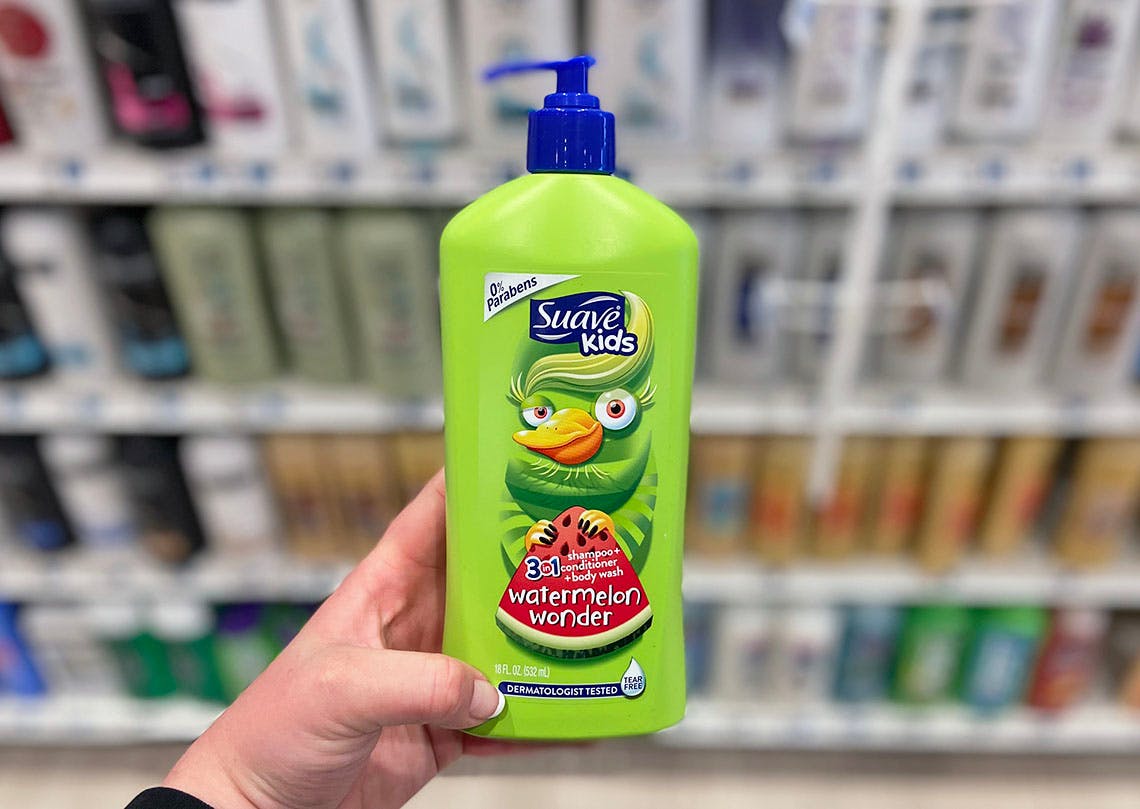 0%
Parabens
Suave
Kids
3in1
shampoo+
conditioner
+body wash
watermelon
wonder
18 FL. OZ. (532 mL)
DERMATOLOGIST TESTED
TEAR
FREE